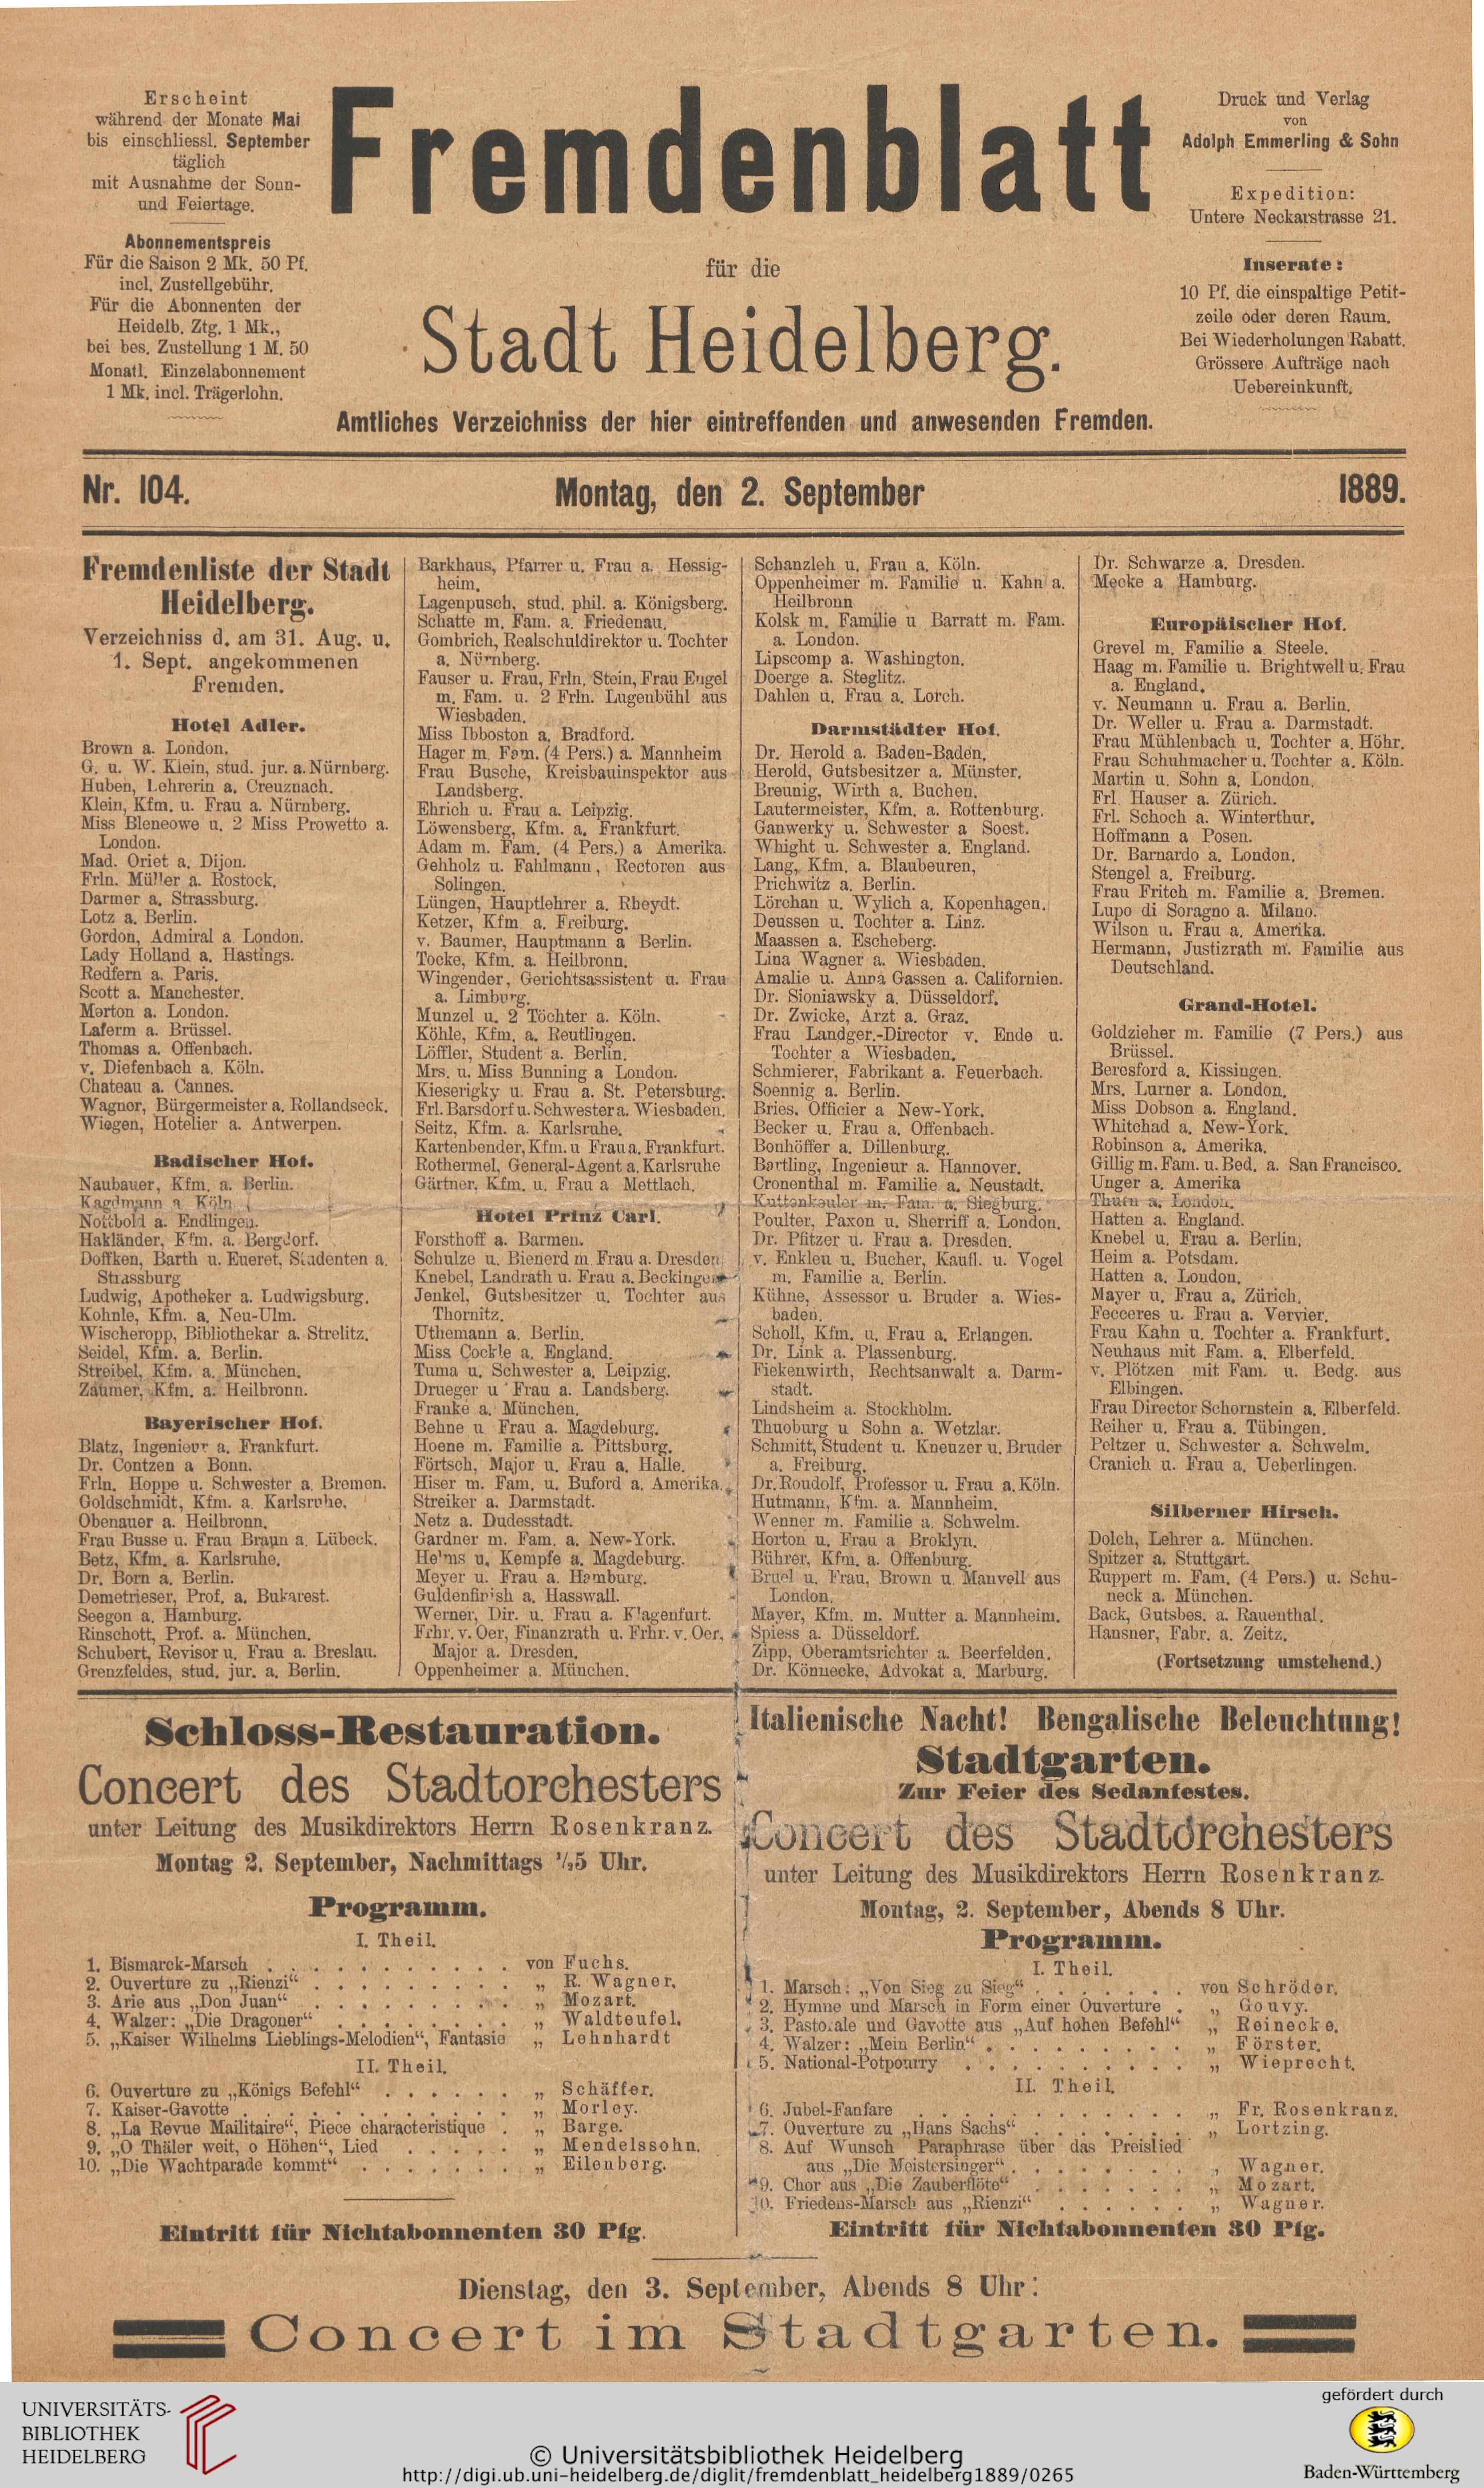 Erscheint
während der Monate Mai
bis einschliessl. September
täglich
mit Ausnahme der Sonn-
und Feiertage.
Abonnementspreis
Für die Saison 2 Mk. 50 Pf.
incl. Zustellgebühr.
Für die Abonnenten der
Heidelb. Ztg. 1 Mk.,
bei bes. Zustellung 1 M. 50
Monatl. Einzelabonnement
1 Mk. incl. Trägerlohn.
Fremdenblatt
für die
Stadt Heidelberg.
Amtliches Verzeichniss der hier eintreffenden und anwesenden Fremden.
Druck und Verlag
von
Adolph Emmerling & Sohn
Expedition:
Untere Neckarstrasse 21.
Inserate:
10 Pf. die einspaltige Petit-
zeile oder deren Raum.
Bei Wiederholungen Rabatt.
Grössere Aufträge nach
Uebereinkunft.
Nr. 104.
Montag, den 2. September
1889.
Fremdenliste der Stadt
Heidelberg.
Verzeichniss d. am 31. Aug. u.
1. Sept. angekommenen
Fremden.
Hotel Adler.
Brown a. London.
G. u. W. Klein, stud. jur. a. Nürnberg.
Huben, Lehrerin a. Creuznach.
Klein, Kfm. u. Frau a. Nürnberg.
Miss Bleneowe u. 2 Miss Prowetto a.
London.
Mad. Oriet a. Dijon.
Frln. Müller a. Rostock.
Darmer a. Strassburg.
Lotz a. Berlin.
Gordon, Admiral a. London.
Lady Holland a. Hastings.
Redfern a. Paris.
Scott a. Manchester.
Morton a. London.
Laferm a. Brüssel.
Thomas a. Offenbach.
v. Diefenbach a. Köln.
Chateau a. Cannes.
Wagner, Bürgermeister a. Rollandseck.
Wiegen, Hotelier a. Antwerpen.
Badischer Hof.
Naubauer, Kfm. a. Berlin.
Kagdmann a. Köln
Nottbold a. Endlingen.
Hakländer, Kfm. a. Bergdorf.
Doffken, Barth u. Eueret, Studenten a.
Strassburg
Ludwig, Apotheker a. Ludwigsburg.
Kohnle, Kfm. a. Neu-Ulm.
Wischeropp, Bibliothekar a. Strelitz.
Seidel, Kfm. a. Berlin.
Streibel, Kfm. a. München.
Zaumer, Kfm. a. Heilbronn.
Bayerischer Hof.
Blatz, Ingenieur a. Frankfurt.
Dr. Contzen a Bonn.
Frln. Hoppe u. Schwester a. Bremen.
Goldschmidt, Kfm. a. Karlsruhe.
Obenauer a. Heilbronn.
Frau Busse u. Frau Braun a. Lübeck.
Betz, Kfm. a. Karlsruhe.
Dr. Born a. Berlin.
Demetrieser, Prof. a. Bukarest.
Seegon a. Hamburg.
Rinschott, Prof. a. München.
Schubert, Revisor u. Frau a. Breslau.
Grenzfeldes, stud. jur. a. Berlin.
Barkhaus, Pfarrer u. Frau a. Hessig-
heim.
Lagenpusch, stud. phil. a. Königsberg.
Schatte m. Fam. a. Friedenau.
Gombrich, Realschuldirektor u. Tochter
a. Nürnberg.
Fauser u. Frau, Frln. Stein, Frau Eugel
m. Fam. u. 2 Frln. Lugenbühl aus
Wiesbaden.
Miss Ibboston a. Bradford.
Hager m. Fam. (4 Pers.) a. Mannheim
Frau Busche, Kreisbauinspektor aus
Landsberg.
Ehrich u. Frau a. Leipzig.
Löwensberg, Kfm. a. Frankfurt.
Adam m. Fam. (4 Pers.) a Amerika.
Gehholz u. Fahlmann, Rectoren aus
Solingen.
Lüngen, Hauptlehrer a. Rheydt.
Ketzer, Kfm a. Freiburg.
v. Baumer, Hauptmann a Berlin.
Tocke, Kfm. a. Heilbronn.
Wingender, Gerichtsassistent u. Frau
a. Limburg.
Munzel u. 2 Töchter a. Köln.
Köhle, Kfm. a. Reutlingen.
Löffler, Student a. Berlin.
Mrs. u. Miss Bunning a London.
Kieserigky u. Frau a. St. Petersburg.
Frl. Barsdorf u. Schwester a. Wiesbaden.
Seitz, Kfm. a. Karlsruhe.
Kartenbender, Kfm. u Frau a. Frankfurt.
Rothermel, General-Agent a. Karlsruhe
Gärtner, Kfm. u. Frau a Mettlach.
Hotel Prinz Carl.
Forsthoff a. Barmen.
Schulze u. Bienerd m Frau a. Dresden
Knebel, Landrath u. Frau a. Beckingen
Jenkel, Gutsbesitzer u. Tochter aus
Thornitz.
Uthemann a. Berlin.
Miss Cockle a. England.
Tuma u. Schwester a. Leipzig.
Drueger u Frau a. Landsberg.
Franke a. München.
Behne u Frau a. Magdeburg.
Hoene m. Familie a. Pittsburg.
Förtsch, Major u. Frau a. Halle.
Hiser m. Fam. u. Buford a. Amerika.
Streiker a. Darmstadt.
Netz a. Dudesstadt.
Gardner m. Fam. a. New-York.
Helms u. Kempfe a. Magdeburg.
Meyer u. Frau a. Hamburg.
Guldenfinish a. Hasswall.
Werner, Dir. u. Frau a. Klagenfurt.
Frhr. v. Oer, Finanzrath u. Frhr. v. Oer,
Major a. Dresden.
Oppenheimer a. München.
Schanzleh u. Frau a. Köln.
Oppenheimer m. Familie u. Kahn a.
Heilbronn
Kolsk m. Familie u Barratt m. Fam.
a. London.
Lipscomp a. Washington.
Doerge a. Steglitz.
Dahlen u. Frau a. Lorch.
Darmstädter Hof.
Dr. Herold a. Baden-Baden.
Herold, Gutsbesitzer a. Münster.
Breunig, Wirth a. Buchen.
Lautermeister, Kfm. a. Rottenburg.
Ganwerky u. Schwester a Soest.
Whight u. Schwester a. England.
Lang, Kfm. a. Blaubeuren.
Prichwitz a. Berlin.
Lörchan u. Wylich a. Kopenhagen.
Deussen u. Tochter a. Linz.
Maassen a. Escheberg.
Lina Wagner a. Wiesbaden.
Amalie u. Anna Gassen a. Californien.
Dr. Sioniawsky a. Düsseldorf.
Dr. Zwicke, Arzt a. Graz.
Frau Landger.-Director v. Ende u.
Tochter a Wiesbaden.
Schmierer, Fabrikant a. Feuerbach.
Soennig a. Berlin.
Bries, Officier a New-York.
Becker u. Frau a. Offenbach.
Bonhöffer a. Dillenburg.
Bartling, Ingenieur a. Hannover.
Cronenthal m. Familie a. Neustadt.
Kuttenkeuler m. Fam. a. Siegburg.
Poulter, Paxon u. Sherriff a. London.
Dr. Pfitzer u. Frau a. Dresden.
v. Enkleu u. Bucher, Kaufl. u. Vogel
m. Familie a. Berlin.
Kühne, Assessor u. Bruder a. Wies-
baden.
Scholl, Kfm. u. Frau a. Erlangen.
Dr. Link a. Plassenburg.
Fiekenwirth, Rechtsanwalt a. Darm-
stadt.
Lindsheim a. Stockholm.
Thuoburg u Sohn a. Wetzlar.
Schmitt, Student u. Kneuzer u. Bruder
a. Freiburg.
Dr. Roudolf, Professor u. Frau a. Köln.
Hutmann, Kfm. a. Mannheim.
Wenner m. Familie a. Schwelm.
Horton u. Frau a Broklyn.
Bührer, Kfm. a. Offenburg.
Bruel u. Frau, Brown u. Manvell aus
London.
Mayer, Kfm. m. Mutter a. Mannheim.
Spiess a. Düsseldorf.
Zipp, Oberamtsrichter a. Beerfelden.
Dr. Könnecke, Advokat a. Marburg.
Dr. Schwarze a. Dresden.
Mecke a Hamburg.
Europäischer Hof.
Grevel m. Familie a. Steele.
Haag m. Familie u. Brightwell u. Frau
a. England.
v. Neumann u. Frau a. Berlin.
Dr. Weller u. Frau a. Darmstadt.
Frau Mühlenbach u. Tochter a. Höhr.
Frau Schuhmacher u. Tochter a. Köln.
Martin u. Sohn a. London.
Frl. Hauser a. Zürich.
Frl. Schoch a. Winterthur.
Hoffmann a Posen.
Dr. Barnardo a. London.
Stengel a. Freiburg.
Frau Fritch m. Familie a. Bremen.
Lupo di Soragno a. Milano.
Wilson u. Frau a. Amerika.
Hermann, Justizrath m. Familie aus
Deutschland.
Grand-Hotel.
Goldzieher m. Familie (7 Pers.) aus
Brüssel.
Beresford a. Kissingen.
Mrs. Lurner a. London.
Miss Dobson a. England.
Whitchad a. New-York.
Robinson a. Amerika.
Gillig m. Fam. u. Bed. a. San Francisco.
Unger a. Amerika
Thurn a. London.
Hatten a. England.
Knebel u. Frau a. Berlin.
Heim a. Potsdam.
Hatten a. London.
Mayer u. Frau a. Zürich.
Fecceres u. Frau a. Vervier.
Frau Kahn u. Tochter a. Frankfurt.
Neuhaus mit Fam. a. Elberfeld.
v. Plötzen mit Fam. u. Bedg. aus
Elbingen.
Frau Director Schornstein a. Elberfeld.
Reiher u. Frau a. Tübingen.
Peltzer u. Schwester a. Schwelm.
Cranich u. Frau a. Ueberlingen.
Silberner Hirsch.
Dolch, Lehrer a. München.
Spitzer a. Stuttgart.
Ruppert m. Fam. (4 Pers.) u. Schu-
neck a. München.
Back, Gutsbes. a. Rauenthal.
Hansner, Fabr. a. Zeitz.
(Fortsetzung umstehend.)
Schloss-Restauration.
Concert des Stadtorchesters
unter Leitung des Musikdirektors Herrn Rosenkranz.
Montag 2. September, Nachmittags ½5 Uhr.
Programm.
I. Theil.
1. Bismarck-Marsch . . . . . . . . . . . von Fuchs.
2. Ouverture zu „Rienzi“ . . . . . . . . „ R. Wagner.
3. Arie aus „Don Juan“ . . . . . . . . „ Mozart.
4. Walzer: „Die Dragoner“ . . . . . . . „ Waldteufel.
5. „Kaiser Wilhelms Lieblings-Melodien“, Fantasie „ Lehnhardt
II. Theil.
6. Ouverture zu „Königs Befehl“ . . . . . . „ Schäffer.
7. Kaiser-Gavotte . . . . . . . . . . . „ Morley.
8. „La Revue Mailitaire“, Piece characteristique . „ Barge.
9. „O Thäler weit, o Höhen“, Lied . . . . . „ Mendelssohn.
10. „Die Wachtparade kommt“ . . . . . . . „ Eilenberg.
Eintritt für Nichtabonnenten 30 Pfg.
Italienische Nacht! Bengalische Beleuchtung!
Stadtgarten.
Zur Feier des Sedanfestes.
Concert des Stadtorchesters
unter Leitung des Musikdirektors Herrn Rosenkranz.
Montag, 2. September, Abends 8 Uhr.
Programm.
I. Theil.
1. Marsch: „Von Sieg zu Sieg“ . . . . . . . von Schröder.
2. Hymne und Marsch in Form einer Ouverture . „ Gouvy.
3. Pastorale und Gavotte aus „Auf hohen Befehl“ „ Reinecke.
4. Walzer: „Mein Berlin“ . . . . . . . . . „ Förster.
5. National-Potpourry . . . . . . . . . . „ Wieprecht.
II. Theil.
6. Jubel-Fanfare . . . . . . . . . . . „ Fr. Rosenkranz.
7. Ouverture zu „Hans Sachs“ . . . . . . . „ Lortzing.
8. Auf Wunsch Paraphrase über das Preislied
aus „Die Meistersinger“ . . . . . . . . „ Wagner.
9. Chor aus „Die Zauberflöte“ . . . . . . . „ Mozart.
10. Friedens-Marsch aus „Rienzi“ . . . . . . „ Wagner.
Eintritt für Nichtabonnenten 30 Pfg.
Dienstag, den 3. September, Abends 8 Uhr:
Concert im Stadtgarten.
UNIVERSITÄTS-
BIBLIOTHEK
HEIDELBERG
© Universitätsbibliothek Heidelberg
http://digi.ub.uni-heidelberg.de/diglit/fremdenblatt_heidelberg1889/0265
gefördert durch
Baden-Württemberg